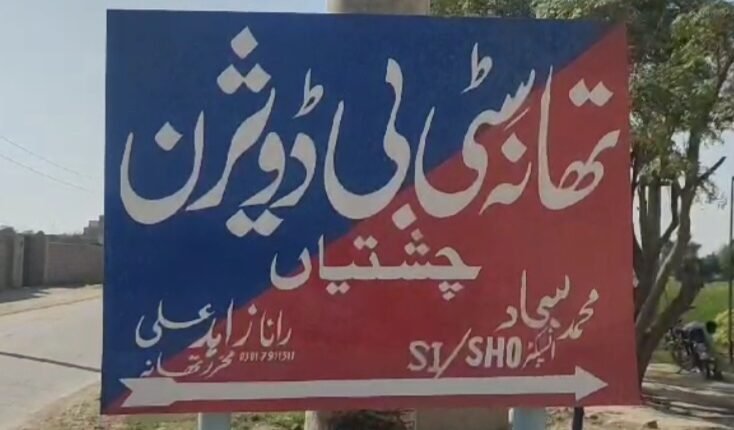 تھانہ سٹی بی ڈویژن
چشتیاں
محمد سجاد
انسپکٹر SI/SHO
رانا زاہد علی
محرر تھانہ